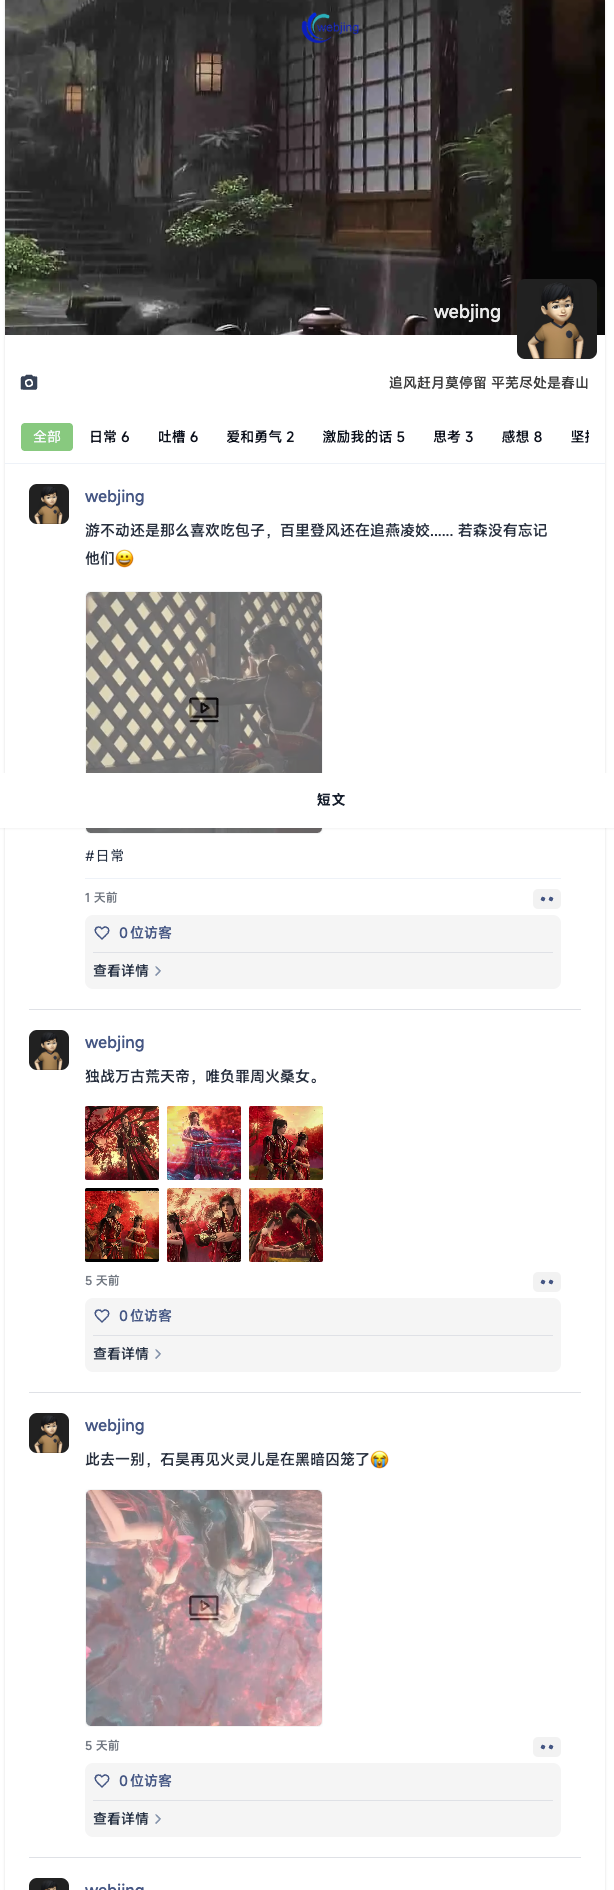 webjing
webjing
追风赶月莫停留 平芜尽处是春山
全部 日常 6 吐槽 6 爱和勇气 2 激励我的话 5 思考 3 感想 8
webjing
游不动还是那么喜欢吃包子，百里登风还在追燕凌姣...... 若森没有忘记
他们😀
短文
#日常
1 天前
0 位访客
查看详情
webjing
独战万古荒天帝，唯负罪周火桑女。
5 天前
0 位访客
查看详情
webjing
此去一别，石昊再见火灵儿是在黑暗囚笼了😭
5 天前
0 位访客
查看详情
webjing